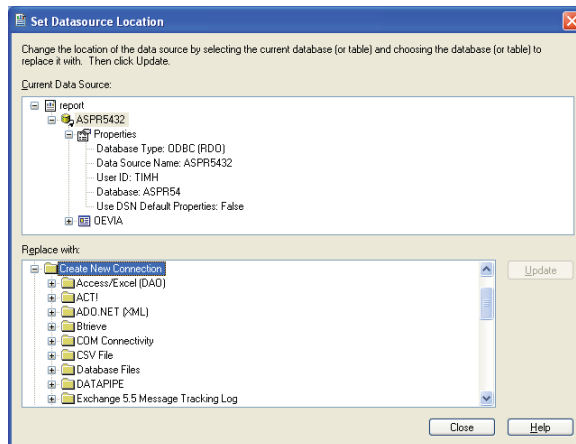 Set Datasource Location
Change the location of the data source by selecting the current database (or table) and choosing the database (or table) to
replace it with. Then click Update.
Current Data Source:
report
ASPR5432
Properties
Database Type: ODBC (RDO)
Data Source Name: ASPR5432
User ID: TIMH
Database: ASPR54
Use DSN Default Properties: False
OEVIA
Replace with:
Create New Connection
Update
Access/Excel (DAO)
ACT!
ADO.NET (XML)
Btrieve
COM Connectivity
CSV File
Database Files
DATAPIPE
Exchange 5.5 Message Tracking Log
Close
Help